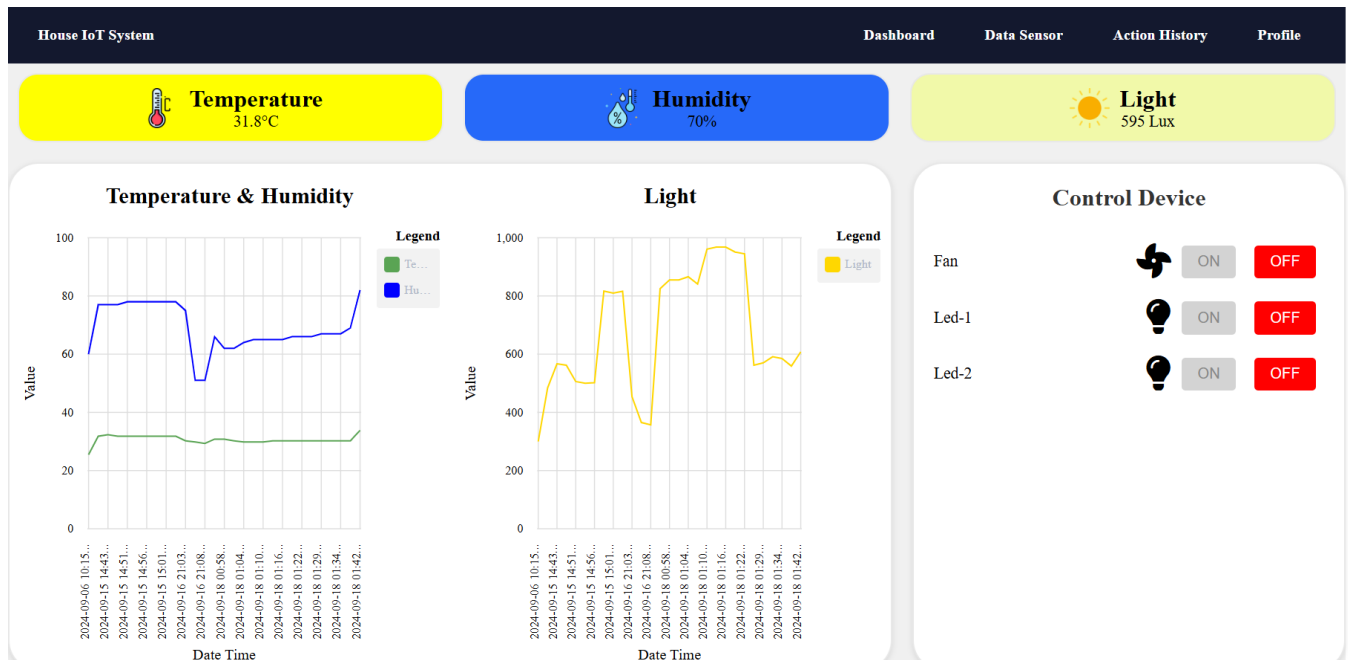 House IoT System
Dashboard
Data Sensor
Action History
Profile
Temperature
31.8°C
Humidity
70%
Light
595 Lux
Temperature & Humidity
Legend
Te...
Hu...
100
80
60
40
20
0
Value
2024-09-06 10:15...
2024-09-15 14:43...
2024-09-15 14:51...
2024-09-15 14:56...
2024-09-15 15:01...
2024-09-16 21:03...
2024-09-16 21:08...
2024-09-18 00:58...
2024-09-18 01:04...
2024-09-18 01:10...
2024-09-18 01:16...
2024-09-18 01:22...
2024-09-18 01:29...
2024-09-18 01:34...
2024-09-18 01:42...
Date Time
Light
Legend
Light
1,000
800
600
400
200
0
Value
2024-09-06 10:15...
2024-09-15 14:43...
2024-09-15 14:51...
2024-09-15 14:56...
2024-09-15 15:01...
2024-09-16 21:03...
2024-09-16 21:08...
2024-09-18 00:58...
2024-09-18 01:04...
2024-09-18 01:10...
2024-09-18 01:16...
2024-09-18 01:22...
2024-09-18 01:29...
2024-09-18 01:34...
2024-09-18 01:42...
Date Time
Control Device
Fan ON OFF
Led-1 ON OFF
Led-2 ON OFF